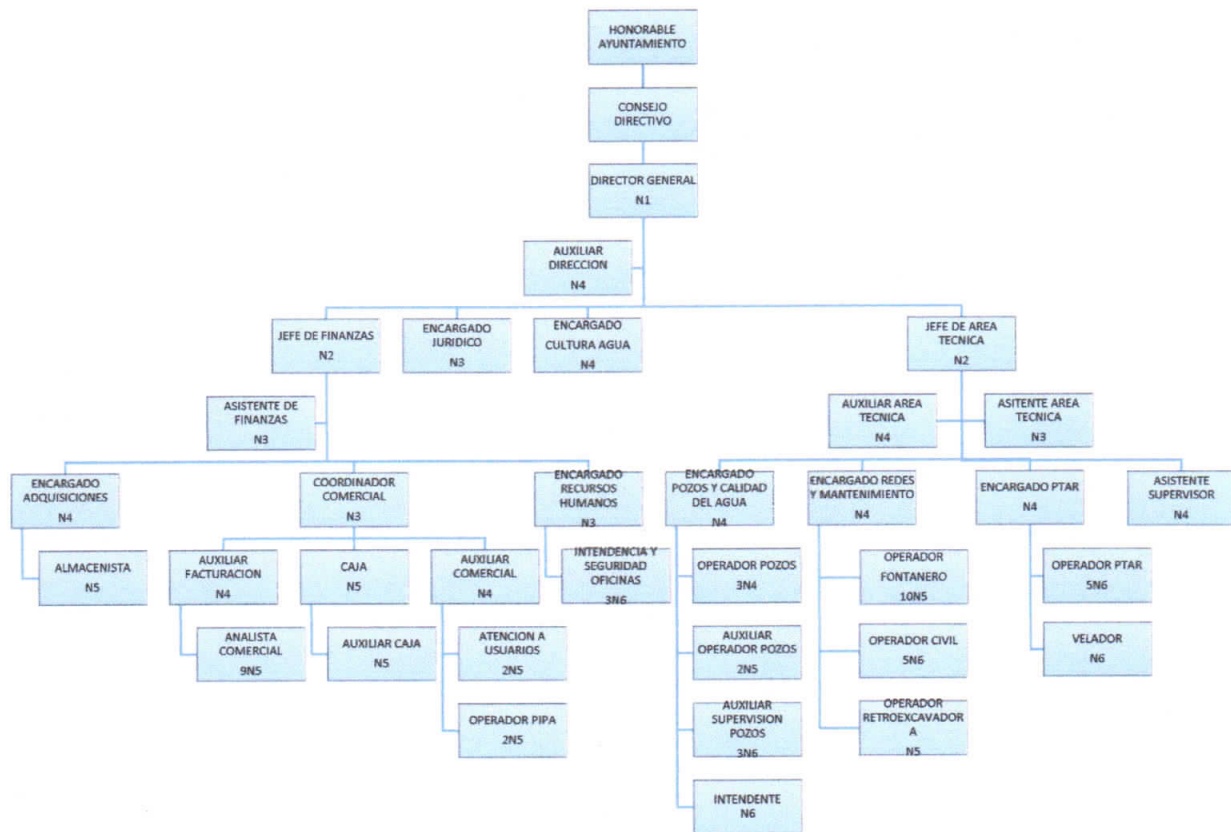 HONORABLE
AYUNTAMIENTO
CONSEJO
DIRECTIVO
DIRECTOR GENERAL
N1
AUXILIAR
DIRECCION
N4
JEFE DE FINANZAS
N2
ENCARGADO
JURIDICO
N3
ENCARGADO
CULTURA AGUA
N4
JEFE DE AREA
TECNICA
N2
ASISTENTE DE
FINANZAS
N3
AUXILIAR AREA
TECNICA
N4
ASITENTE AREA
TECNICA
N3
ENCARGADO
ADQUISICIONES
N4
COORDINADOR
COMERCIAL
N3
ENCARGADO
RECURSOS
HUMANOS
N3
ENCARGADO
POZOS Y CALIDAD
DEL AGUA
N4
ENCARGADO REDES
Y MANTENIMIENTO
N4
ENCARGADO PTAR
N4
ASISTENTE
SUPERVISOR
N4
ALMACENISTA
N5
AUXILIAR
FACTURACION
N4
CAJA
N5
AUXILIAR
COMERCIAL
N4
INTENDENCIA Y
SEGURIDAD
OFICINAS
3N6
OPERADOR POZOS
3N4
OPERADOR
FONTANERO
10N5
OPERADOR PTAR
5N6
ANALISTA
COMERCIAL
9N5
AUXILIAR CAJA
N5
ATENCION A
USUARIOS
2N5
AUXILIAR
OPERADOR POZOS
2N5
OPERADOR CIVIL
5N6
VELADOR
N6
OPERADOR PIPA
2N5
AUXILIAR
SUPERVISION
POZOS
3N6
OPERADOR
RETROEXCAVADOR
A
N5
INTENDENTE
N6